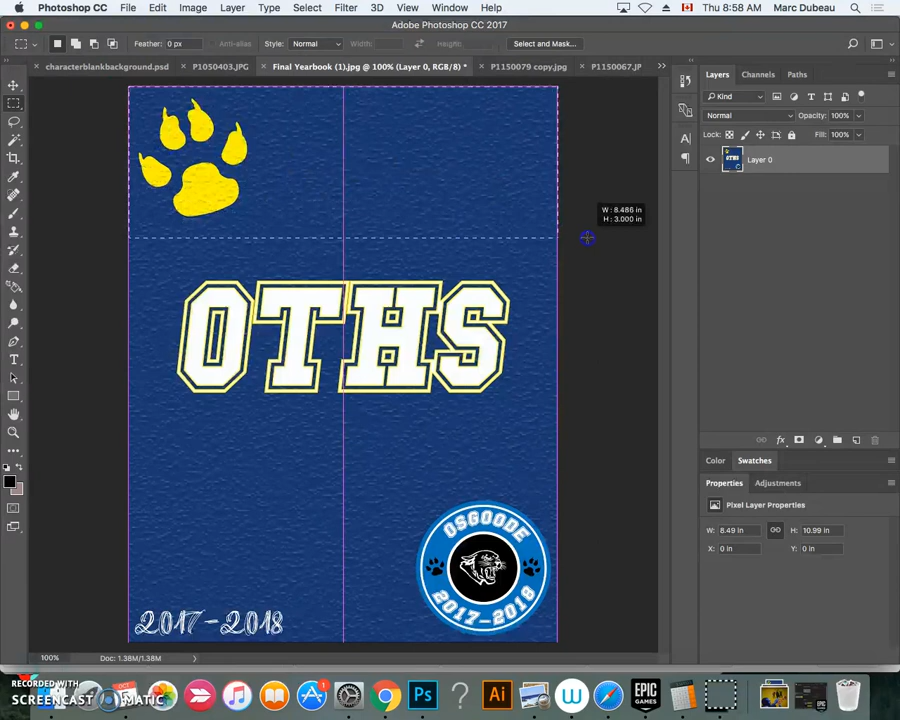 Photoshop CC File Edit Image Layer Type Select Filter 3D View Window Help Thu 8:58 AM Marc Dubeau
Adobe Photoshop CC 2017
Feather: 0 px Anti-alias Style: Normal Width: Height: Select and Mask...
characterblankbackground.psd P1050403.JPG Final Yearbook (1).jpg @ 100% (Layer 0, RGB/8) * P1150079 copy.jpg P1150067.JP
Layers Channels Paths
Kind
Normal Opacity: 100%
Lock: Fill: 100%
Layer 0
W: 8.486 in
H: 3.000 in
OTHS
OSGOODE
2017-2018
2017-2018
Color Swatches
Properties Adjustments
Pixel Layer Properties
W: 8.49 in H: 10.99 in
X: 0 in Y: 0 in
100% Doc: 1.38M/1.38M
RECORDED WITH
SCREENCAST MATIC
OCT
1
Ps
?
Ai
W
EPIC
GAMES